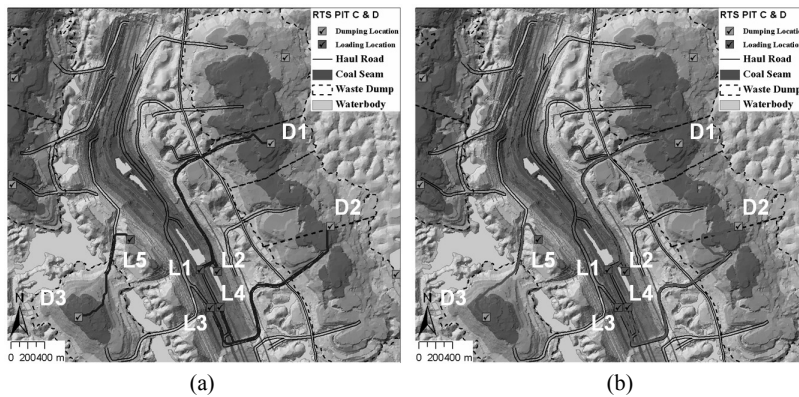 RTS PIT C & D
Dumping Location
Loading Location
Haul Road
Coal Seam
Waste Dump
Waterbody
D1
D2
L5
L1
L2
D3
L4
L3
N
0 200400 m
(a)
RTS PIT C & D
Dumping Location
Loading Location
Haul Road
Coal Seam
Waste Dump
Waterbody
D1
D2
L5
L1
L2
D3
L4
L3
N
0 200400 m
(b)